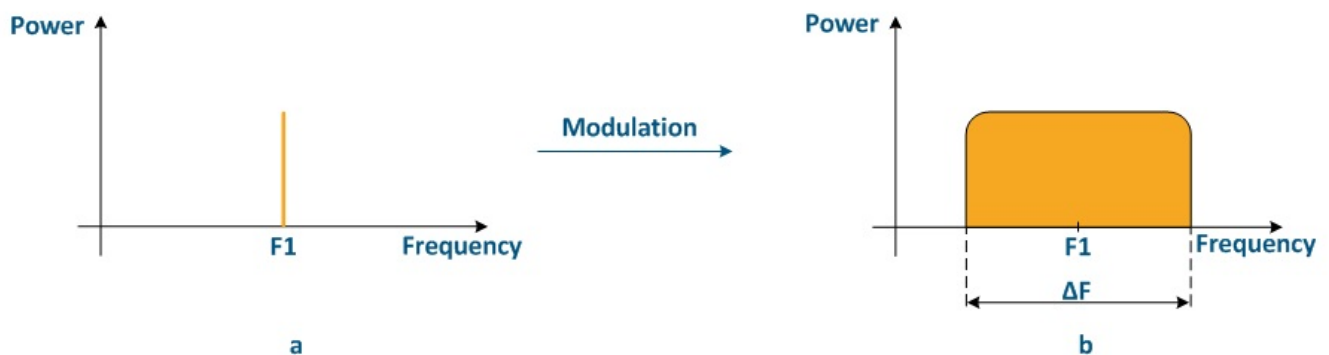 Power
F1
Frequency
a
Modulation
Power
F1
Frequency
ΔF
b